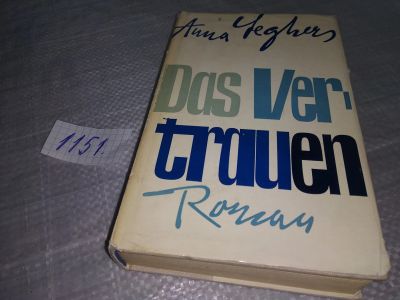 Anna Seghers
Das Ver-
trauen
Roman
1151.